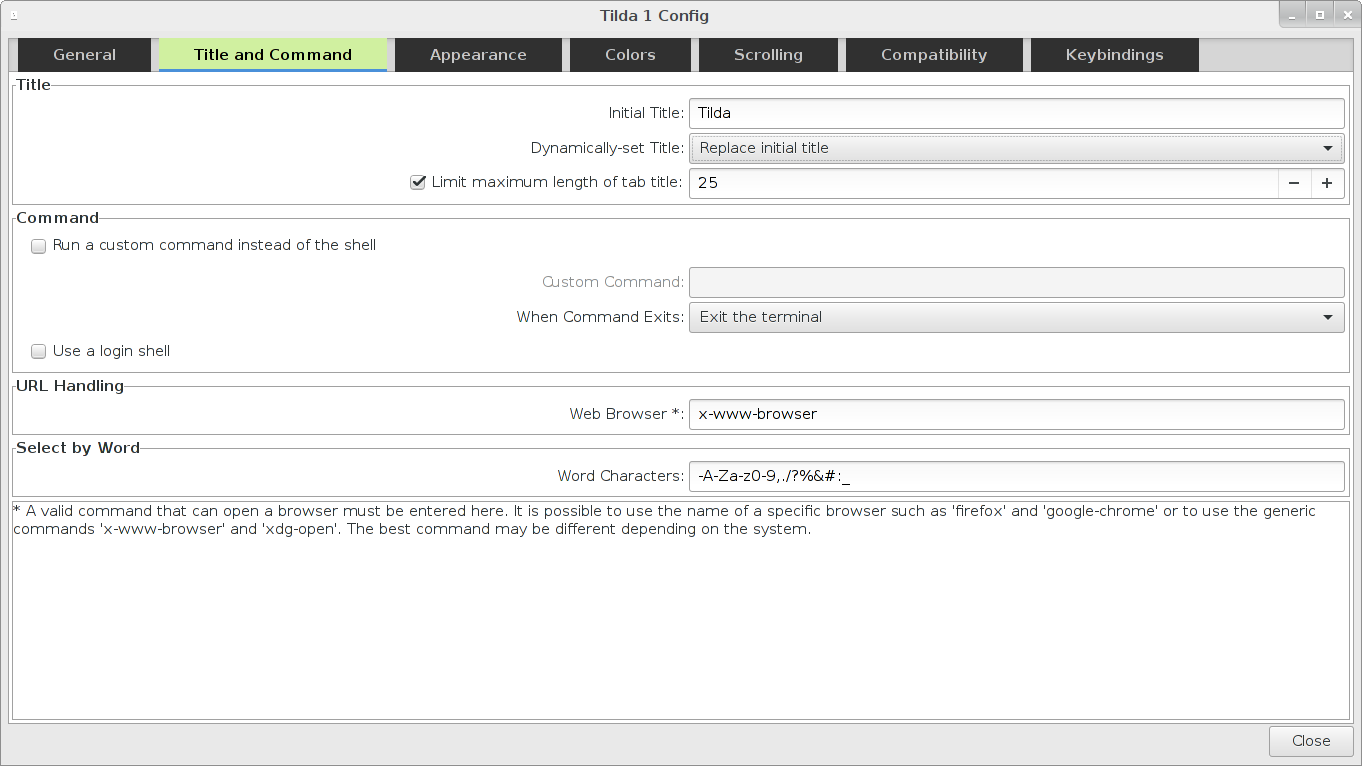 Tilda 1 Config
General Title and Command Appearance Colors Scrolling Compatibility Keybindings
Title
Initial Title: Tilda
Dynamically-set Title: Replace initial title
Limit maximum length of tab title: 25
Command
Run a custom command instead of the shell
Custom Command:
When Command Exits: Exit the terminal
Use a login shell
URL Handling
Web Browser *: x-www-browser
Select by Word
Word Characters: -A-Za-z0-9,./?%&#:_
* A valid command that can open a browser must be entered here. It is possible to use the name of a specific browser such as 'firefox' and 'google-chrome' or to use the generic
commands 'x-www-browser' and 'xdg-open'. The best command may be different depending on the system.
Close